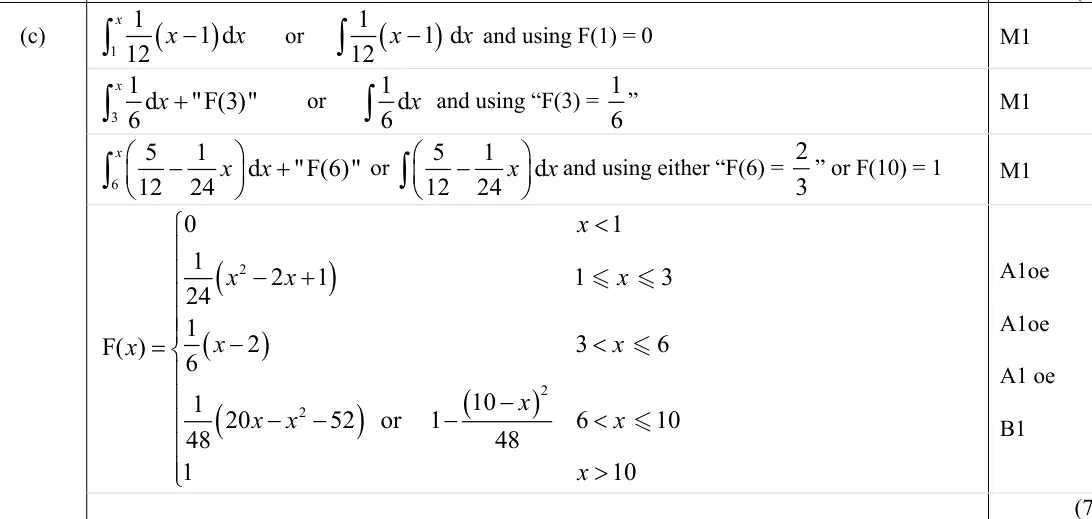 (c) ∫₁ˣ 1/12 (x − 1) dx or ∫ 1/12 (x − 1) dx and using F(1) = 0 M1
∫₃ˣ 1/6 dx + "F(3)" or ∫ 1/6 dx and using “F(3) = 1/6” M1
∫₆ˣ (5/12 − 1/24 x) dx + "F(6)" or ∫ (5/12 − 1/24 x) dx and using either “F(6) = 2/3” or F(10) = 1 M1
0 x < 1
1/24 (x² − 2x + 1) 1 ⩽ x ⩽ 3 A1oe
F(x) = { 1/6 (x − 2) 3 < x ⩽ 6 A1oe
1/48 (20x − x² − 52) or 1 − (10 − x)²/48 6 < x ⩽ 10 A1 oe
1 x > 10 B1
(7